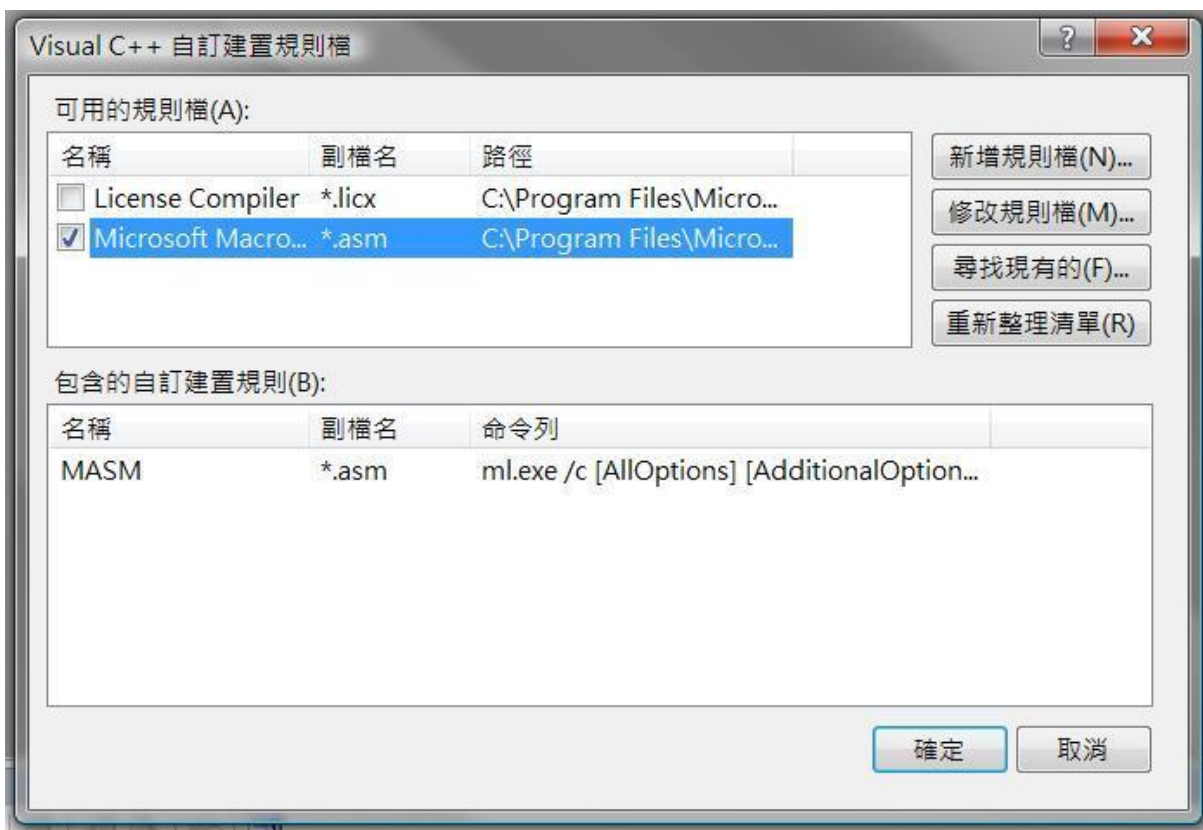 Visual C++ 自訂建置規則檔
可用的規則檔(A):
名稱 副檔名 路徑
License Compiler *.licx C:\Program Files\Micro...
Microsoft Macro... *.asm C:\Program Files\Micro...
新增規則檔(N)...
修改規則檔(M)...
尋找現有的(F)...
重新整理清單(R)
包含的自訂建置規則(B):
名稱 副檔名 命令列
MASM *.asm ml.exe /c [AllOptions] [AdditionalOption...
確定 取消